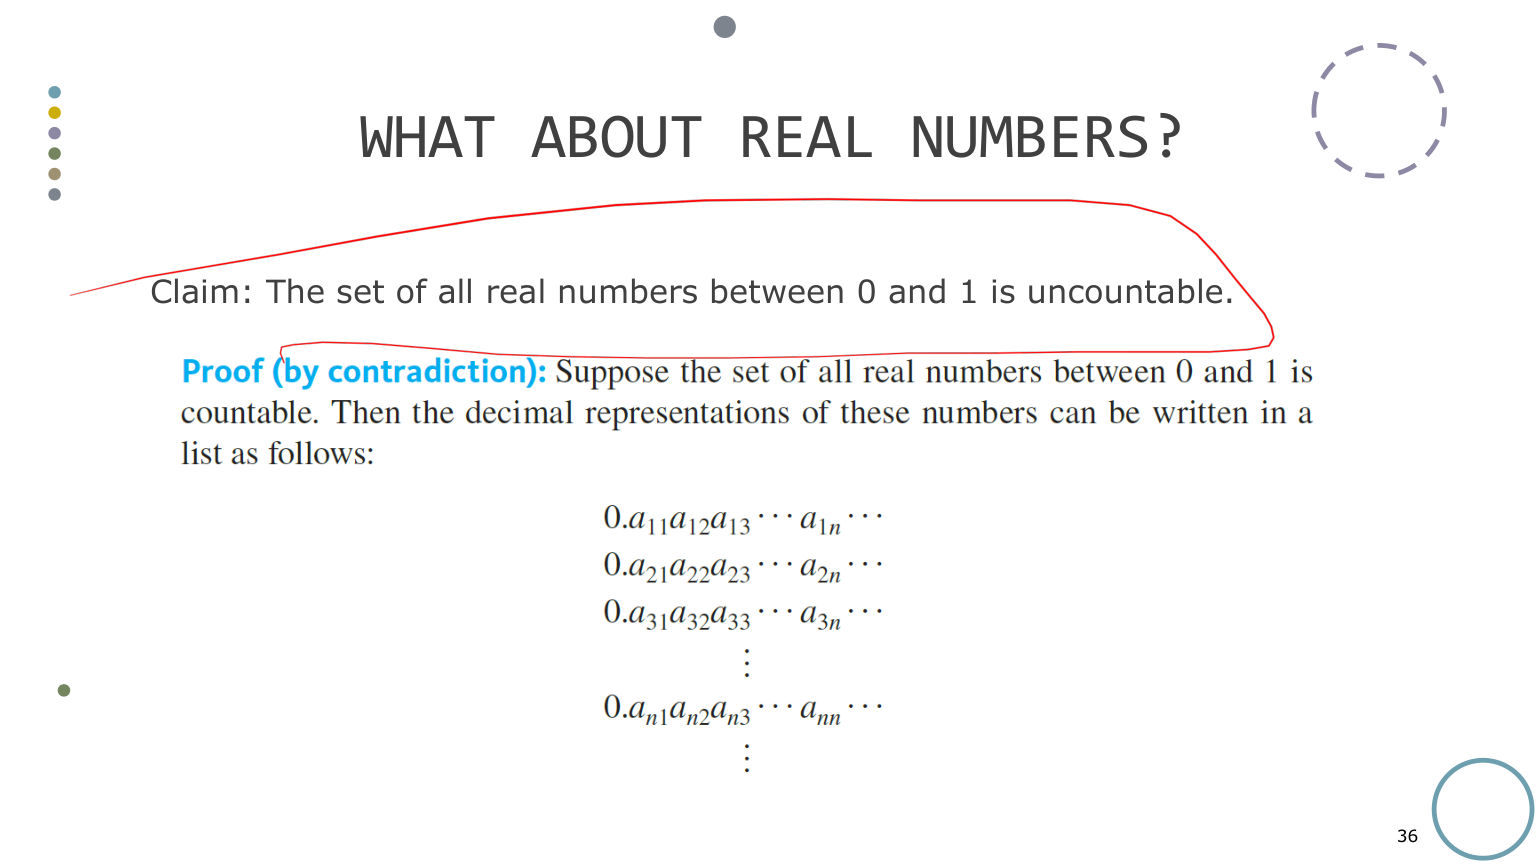 WHAT ABOUT REAL NUMBERS?
Claim: The set of all real numbers between 0 and 1 is uncountable.
Proof (by contradiction): Suppose the set of all real numbers between 0 and 1 is
countable. Then the decimal representations of these numbers can be written in a
list as follows:
0.a₁₁a₁₂a₁₃ ⋯ a₁ₙ ⋯
0.a₂₁a₂₂a₂₃ ⋯ a₂ₙ ⋯
0.a₃₁a₃₂a₃₃ ⋯ a₃ₙ ⋯
⋮
0.aₙ₁aₙ₂aₙ₃ ⋯ aₙₙ ⋯
⋮
36